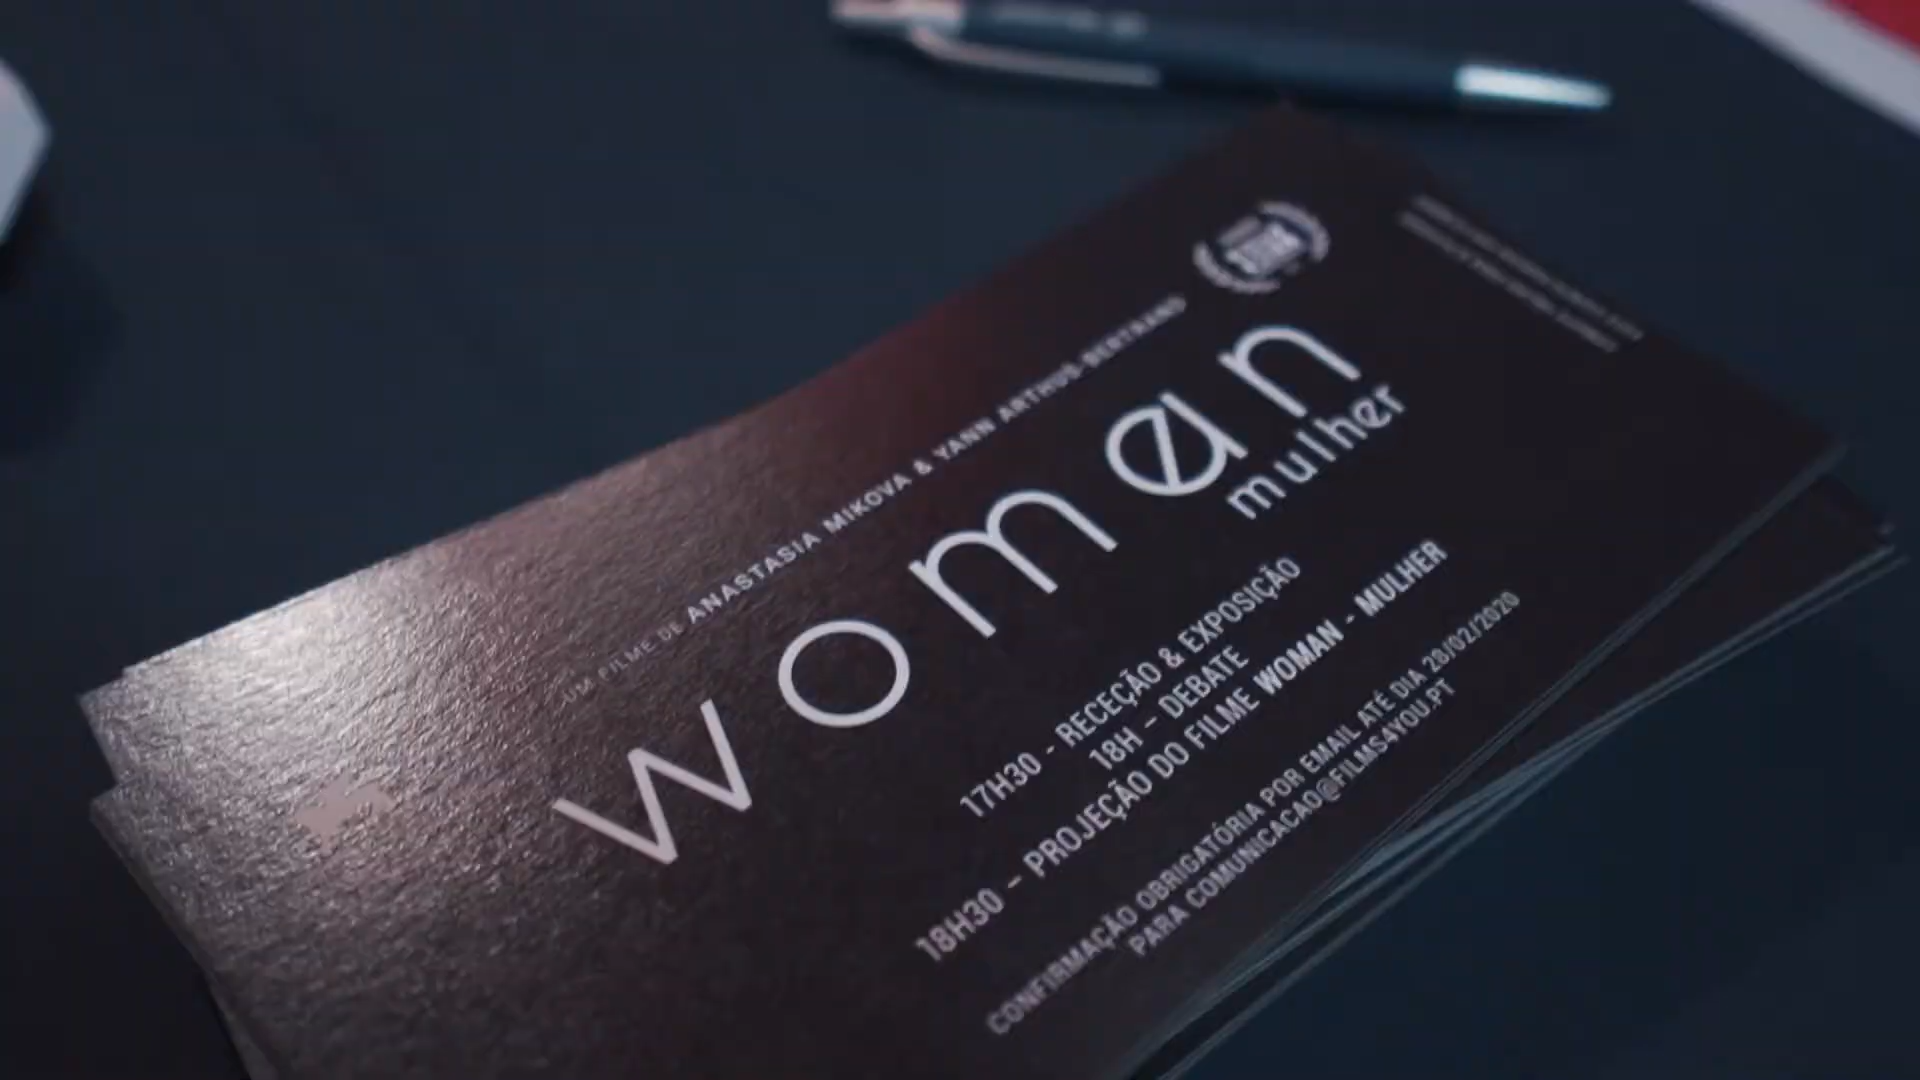 UM FILME DE ANASTASIA MIKOVA & YANN ARTHUS-BERTRAND
woman
mulher
17H30 - RECEÇÃO & EXPOSIÇÃO
18H – DEBATE
18H30 – PROJEÇÃO DO FILME WOMAN - MULHER
CONFIRMAÇÃO OBRIGATÓRIA POR EMAIL ATÉ DIA 28/02/2020
PARA COMUNICACAO@FILMS4YOU.PT